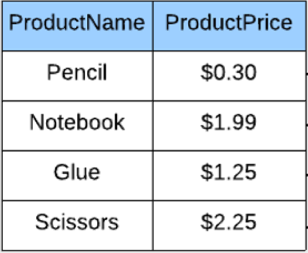 ProductName ProductPrice
Pencil $0.30
Notebook $1.99
Glue $1.25
Scissors $2.25